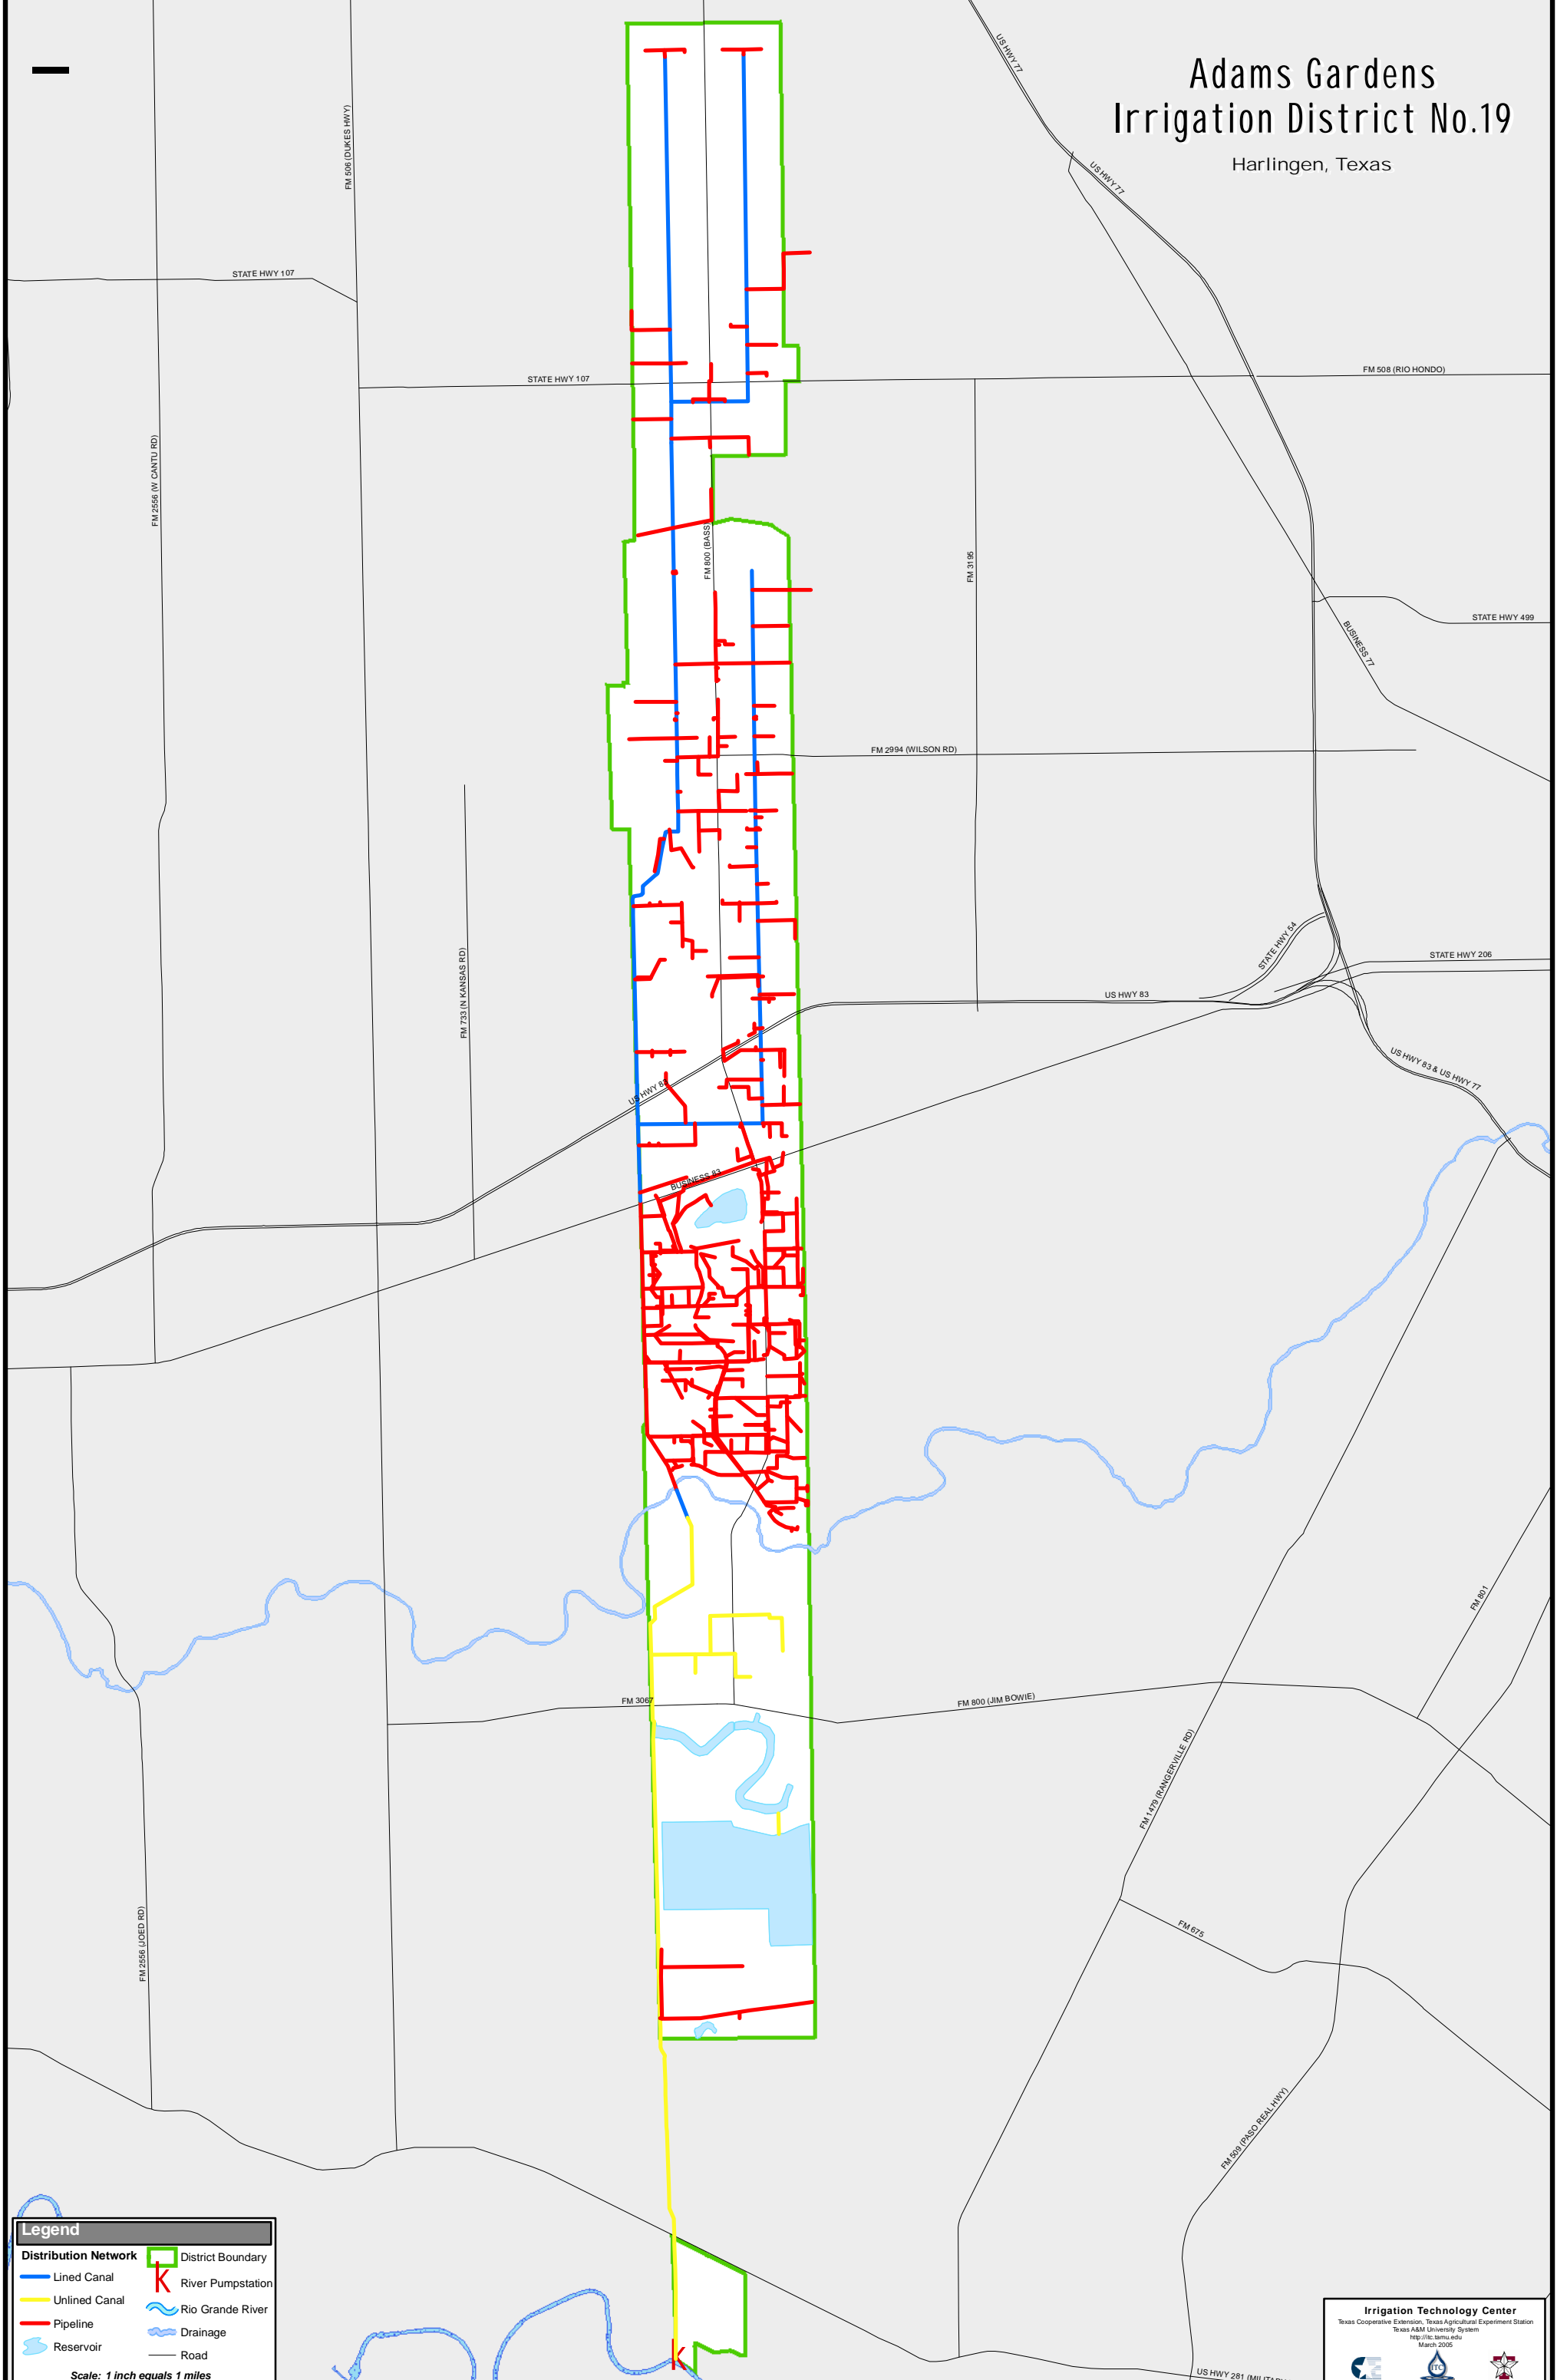 Adams Gardens
Irrigation District No.19
Harlingen, Texas
US HWY 77
US HWY 77
FM 506 (DUKES HWY)
STATE HWY 107
STATE HWY 107
FM 508 (RIO HONDO)
FM 2556 (W CANTU RD)
FM 800 (BASS)
FM 3195
STATE HWY 499
BUSINESS 77
FM 2994 (WILSON RD)
FM 733 (N KANSAS RD)
STATE HWY 54
STATE HWY 206
US HWY 83
US HWY 83 & US HWY 77
US HWY 83
BUSINESS 83
FM 801
FM 3067
FM 800 (JIM BOWIE)
FM 1479 (RANGERVILLE RD)
FM 2556 (JOED RD)
FM 675
FM 509 (PASO REAL HWY)
Legend
Distribution Network
Lined Canal
Unlined Canal
Pipeline
Reservoir
District Boundary
k River Pumpstation
Rio Grande River
Drainage
Road
Scale: 1 inch equals 1 miles
k
Irrigation Technology Center
Texas Cooperative Extension, Texas Agricultural Experiment Station
Texas A&M University System
http://itc.tamu.edu
March 2005
ITC
US HWY 281